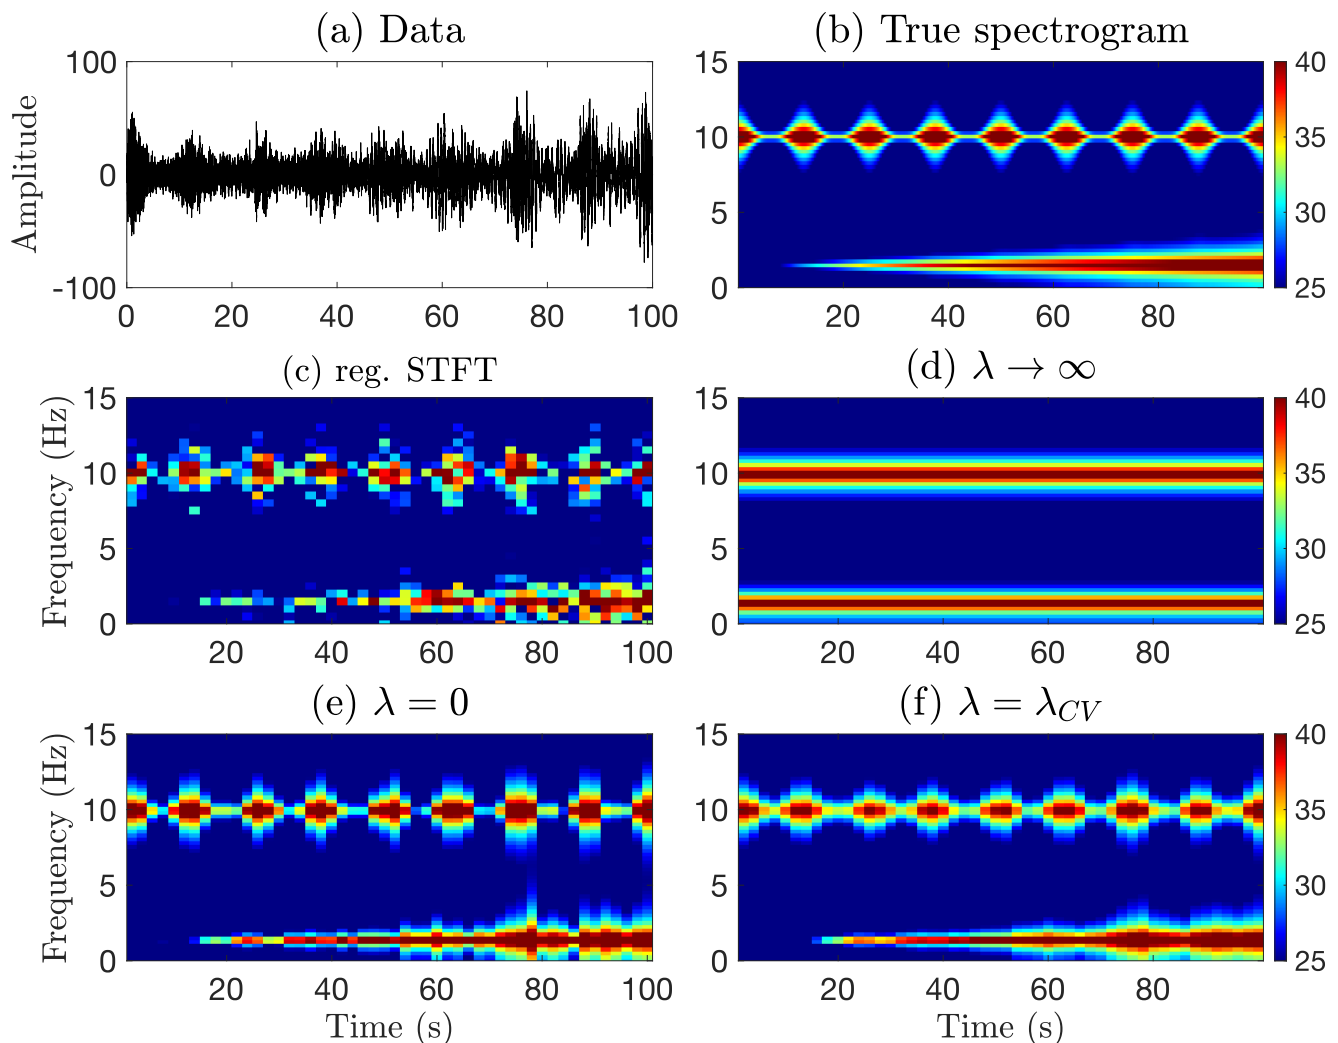 (a) Data
(b) True spectrogram
Amplitude
100
0
-100
0 20 40 60 80 100
15
10
5
0
20 40 60 80
40
35
30
25
(c) reg. STFT
(d) λ → ∞
Frequency (Hz)
15
10
5
0
20 40 60 80 100
15
10
5
0
20 40 60 80
40
35
30
25
(e) λ = 0
(f) λ = λCV
Frequency (Hz)
15
10
5
0
20 40 60 80 100
Time (s)
15
10
5
0
20 40 60 80
Time (s)
40
35
30
25